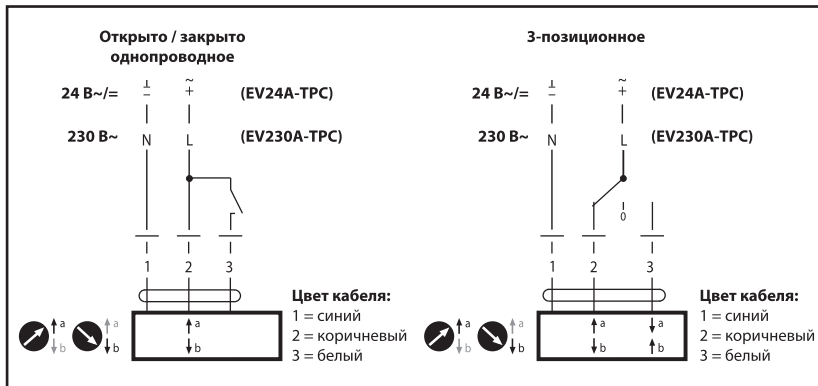 Открыто / закрыто
однопроводное
24 В~/=
⊥
–
~
+
(EV24A-TPC)
230 В~
N
L
(EV230A-TPC)
1
2
3
a
b
a
b
a
b
Цвет кабеля:
1 = синий
2 = коричневый
3 = белый
3-позиционное
24 В~/=
⊥
–
~
+
(EV24A-TPC)
230 В~
N
L
(EV230A-TPC)
0
1
2
3
a
b
a
b
a
b
a
b
Цвет кабеля:
1 = синий
2 = коричневый
3 = белый